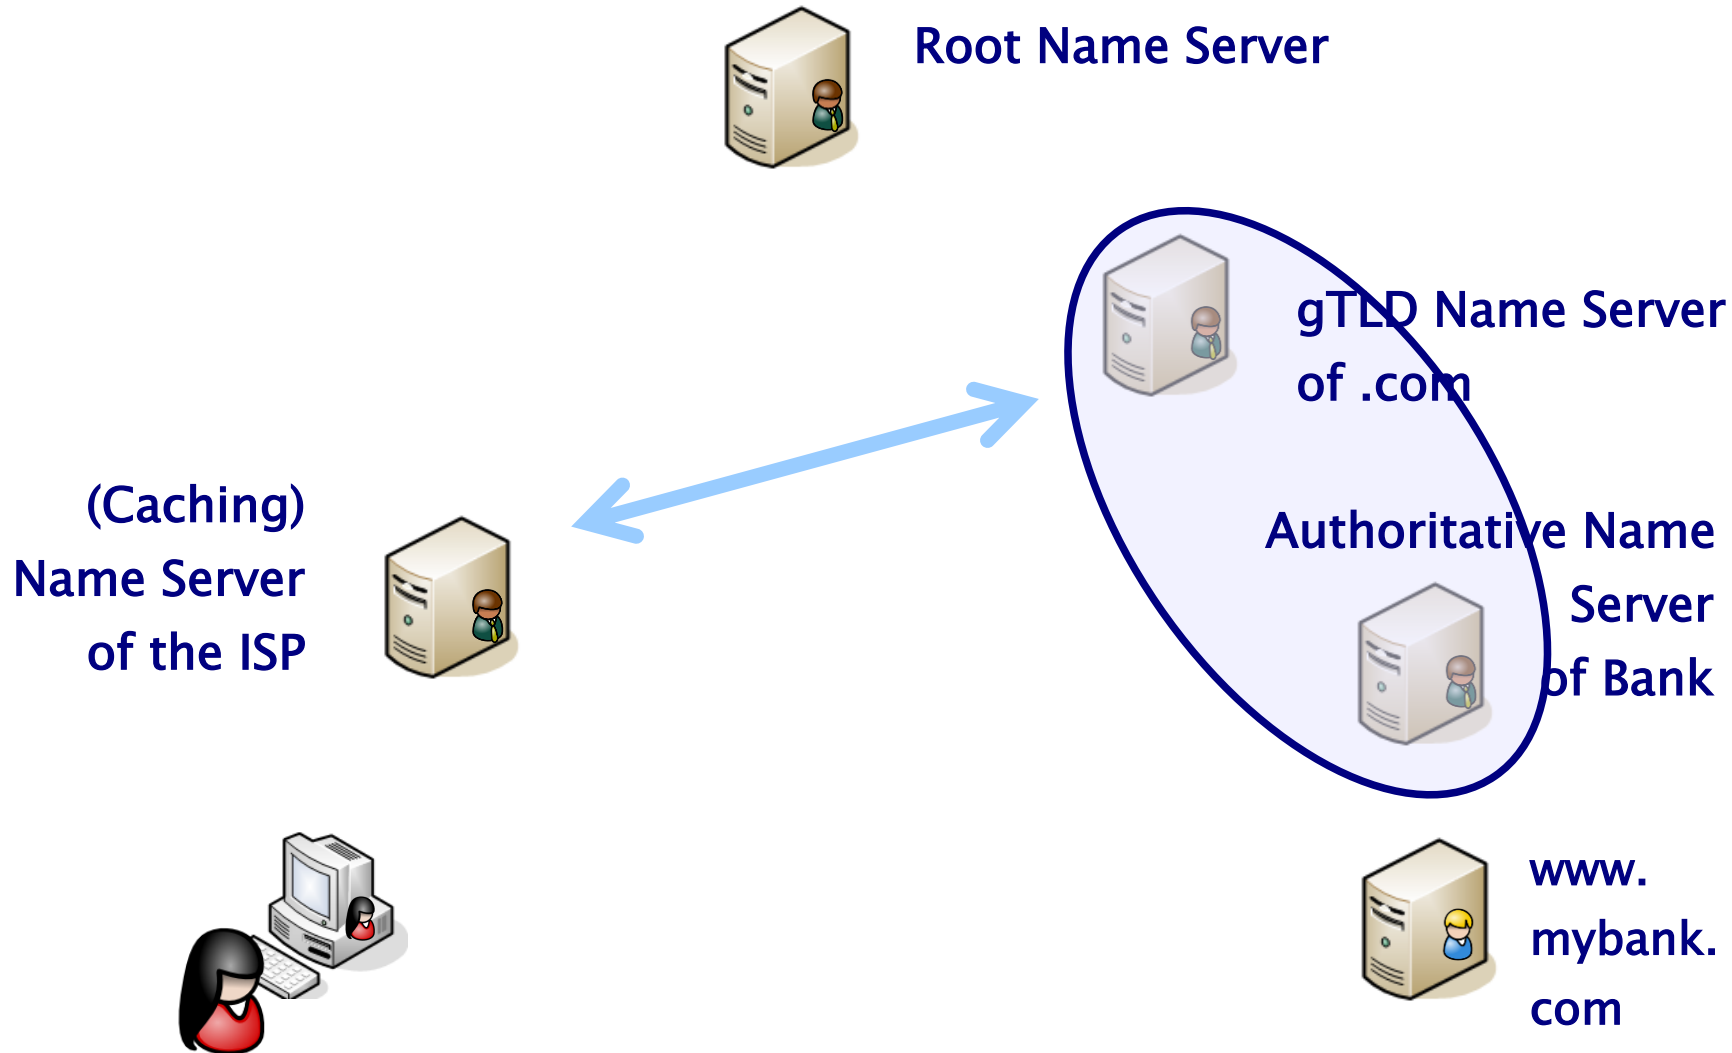 Root Name Server
gTLD Name Server
of .com
(Caching)
Name Server
of the ISP
Authoritative Name
Server
of Bank
www.
mybank.
com